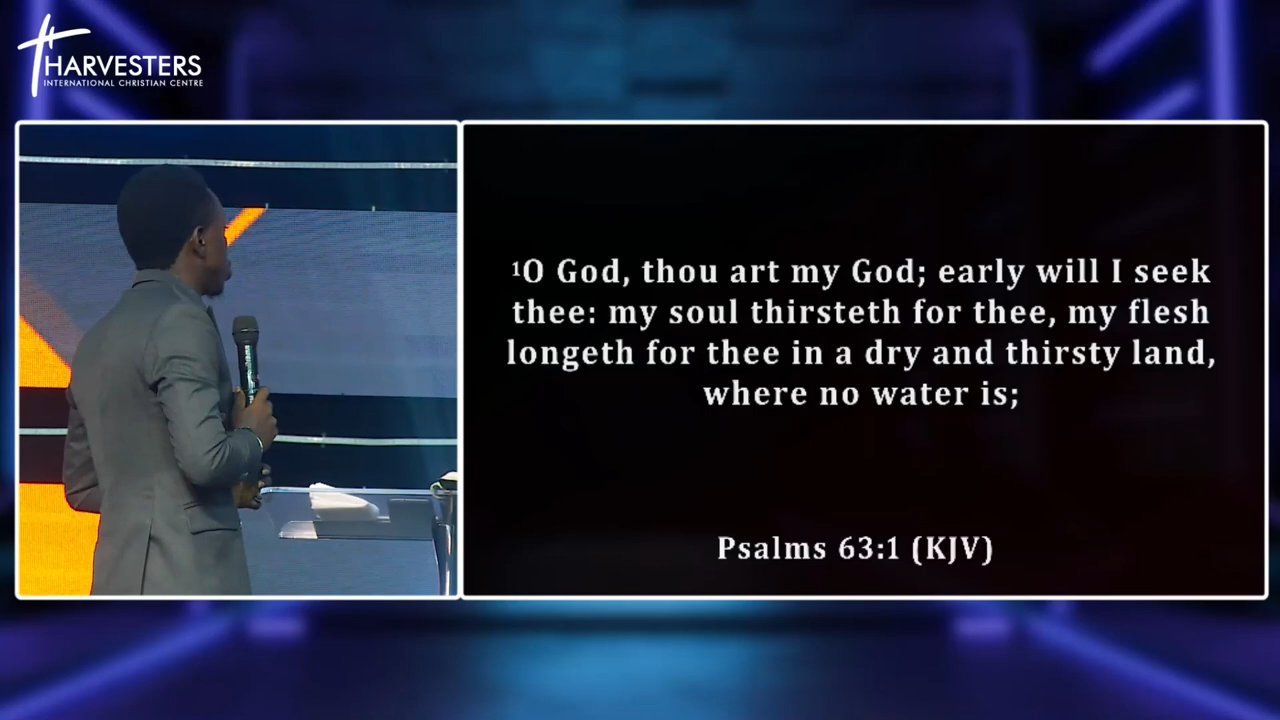 HARVESTERS
INTERNATIONAL CHRISTIAN CENTRE
¹O God, thou art my God; early will I seek
thee: my soul thirsteth for thee, my flesh
longeth for thee in a dry and thirsty land,
where no water is;
Psalms 63:1 (KJV)